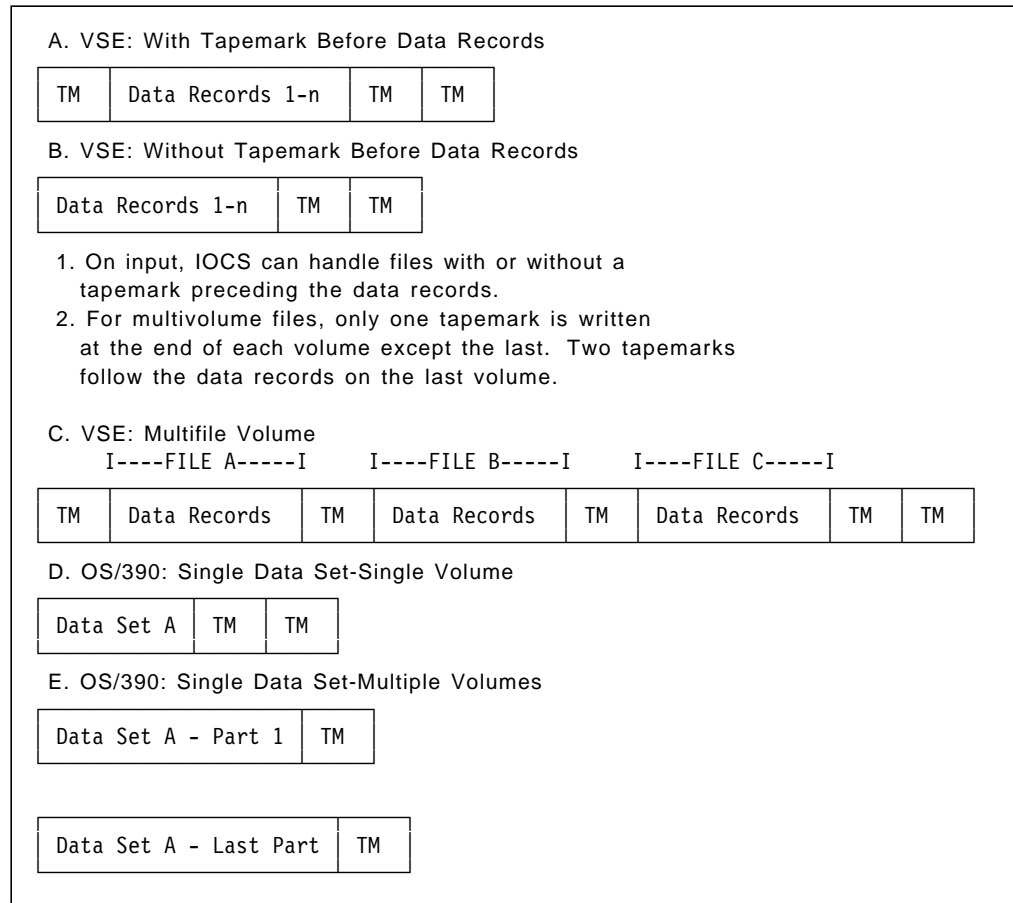 A. VSE: With Tapemark Before Data Records
TM Data Records 1-n TM TM
B. VSE: Without Tapemark Before Data Records
Data Records 1-n TM TM
1. On input, IOCS can handle files with or without a
tapemark preceding the data records.
2. For multivolume files, only one tapemark is written
at the end of each volume except the last. Two tapemarks
follow the data records on the last volume.
C. VSE: Multifile Volume
I----FILE A-----I I----FILE B-----I I----FILE C-----I
TM Data Records TM Data Records TM Data Records TM TM
D. OS/390: Single Data Set-Single Volume
Data Set A TM TM
E. OS/390: Single Data Set-Multiple Volumes
Data Set A - Part 1 TM
Data Set A - Last Part TM